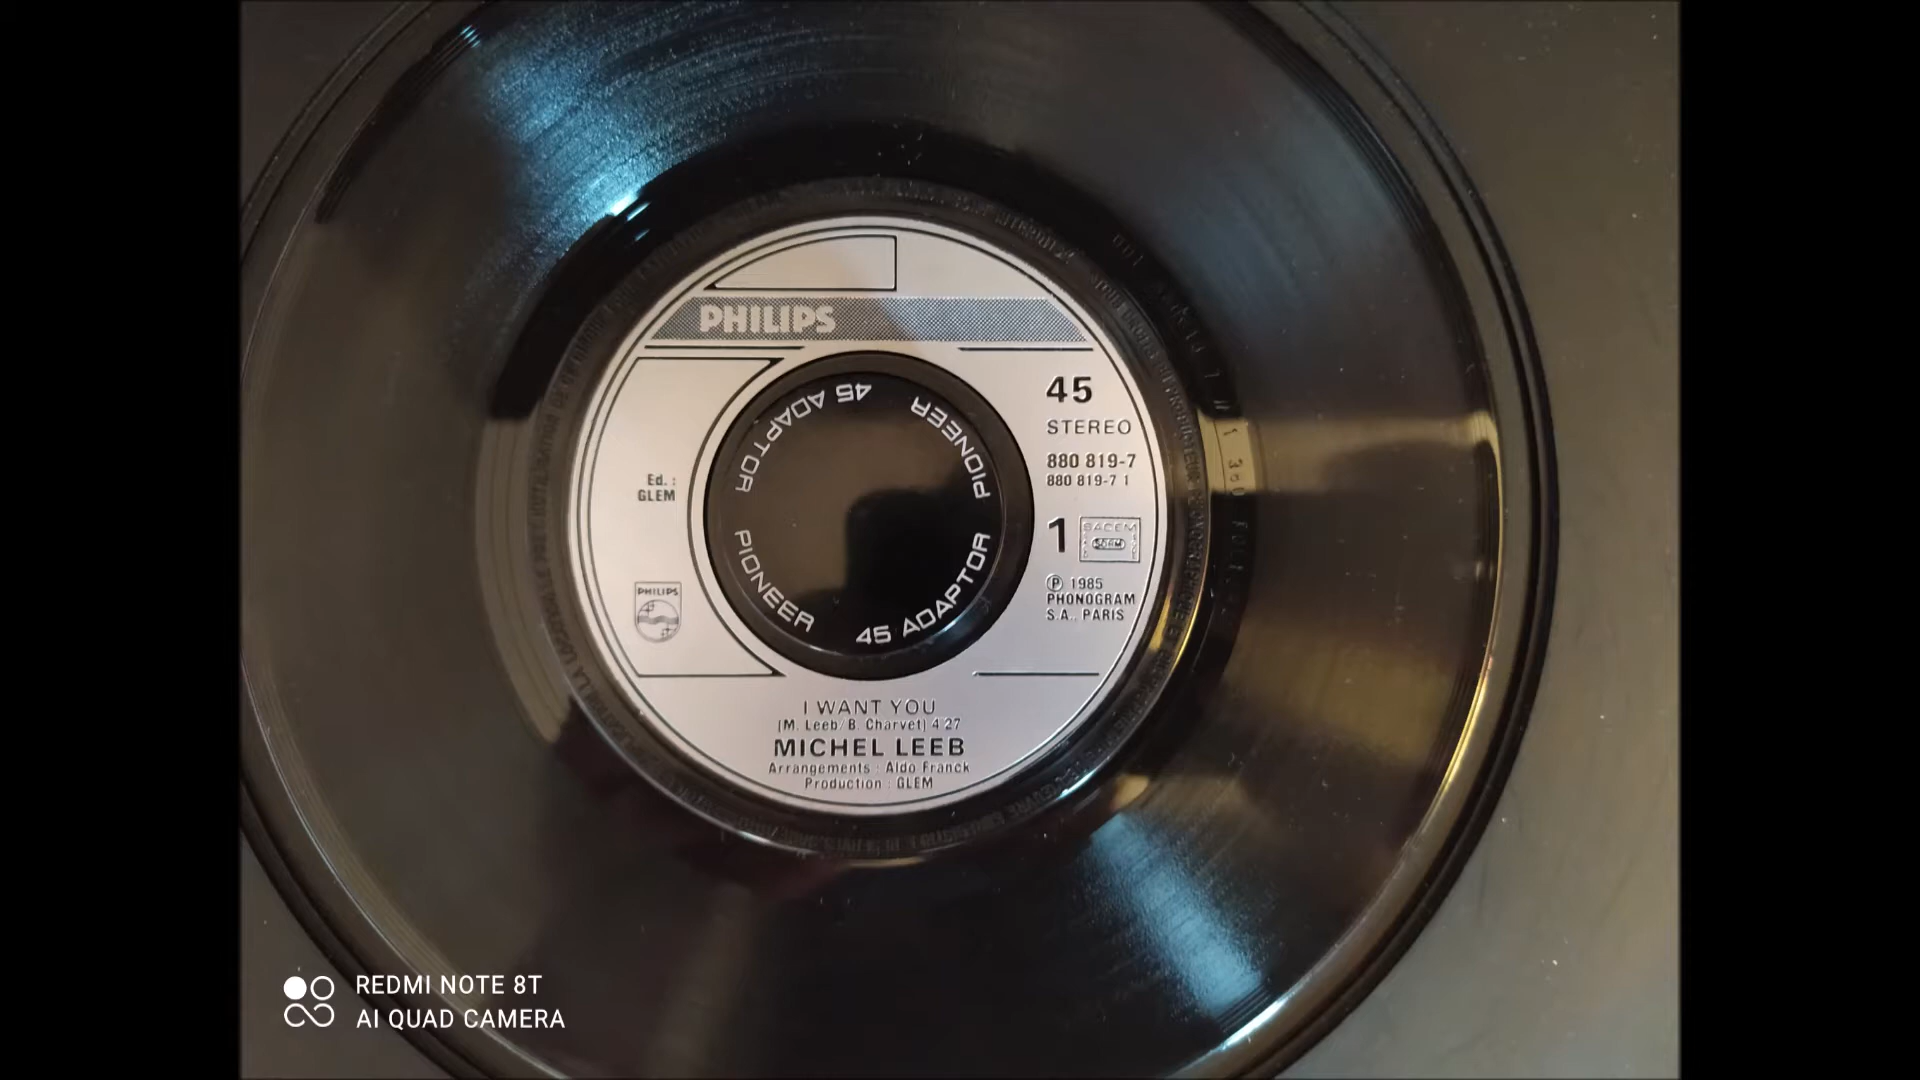 PHILIPS
45
STEREO
880 819-7
880 819-7 1
Ed. :
GLEM
1
SACEM
SDRM
PHILIPS
℗ 1985
PHONOGRAM
S.A., PARIS
45 ADAPTOR
PIONEER
45 ADAPTOR
PIONEER
I WANT YOU
(M. Leeb/B. Charvet) 4'27
MICHEL LEEB
Arrangements : Aldo Franck
Production : GLEM
REDMI NOTE 8T
AI QUAD CAMERA